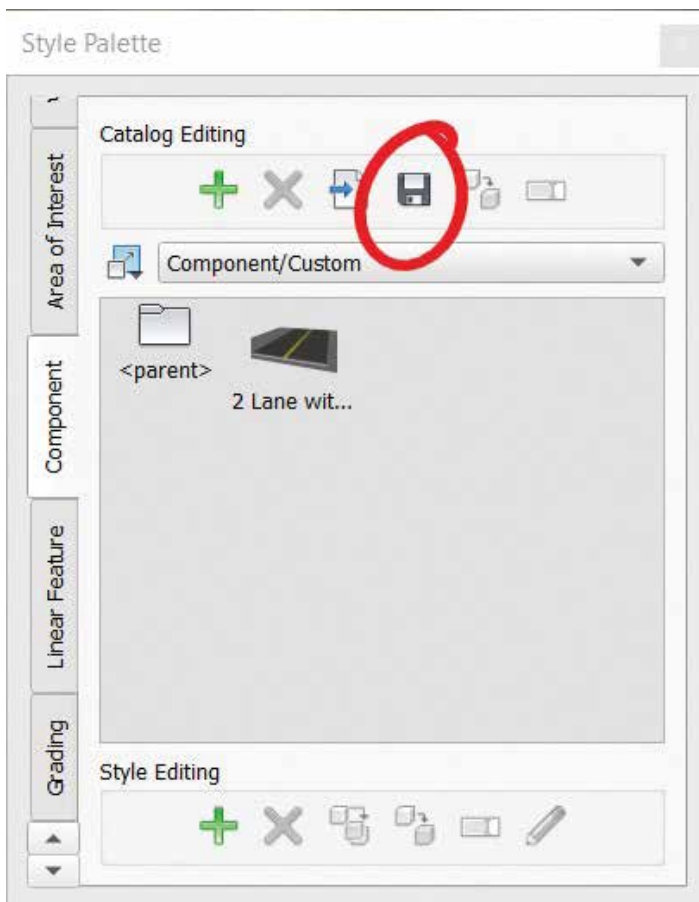 Style Palette
Catalog Editing
Component/Custom
<parent>
2 Lane wit...
Area of Interest
Component
Linear Feature
Grading
Style Editing